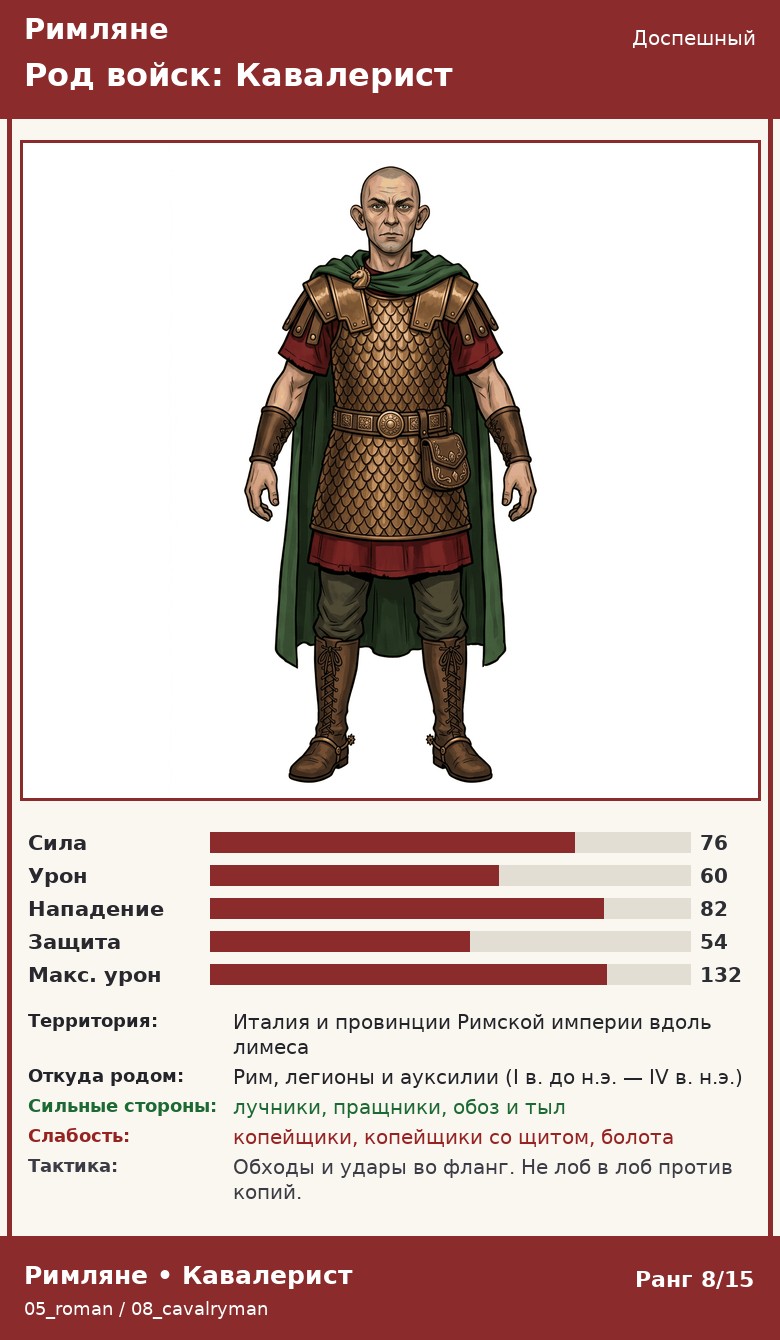 Римляне
Доспешный
Род войск: Кавалерист
Сила 76
Урон 60
Нападение 82
Защита 54
Макс. урон 132
Территория: Италия и провинции Римской империи вдоль
лимеса
Откуда родом: Рим, легионы и ауксилии (I в. до н.э. — IV в. н.э.)
Сильные стороны: лучники, пращники, обоз и тыл
Слабость: копейщики, копейщики со щитом, болота
Тактика: Обходы и удары во фланг. Не лоб в лоб против
копий.
Римляне • Кавалерист
Ранг 8/15
05_roman / 08_cavalryman